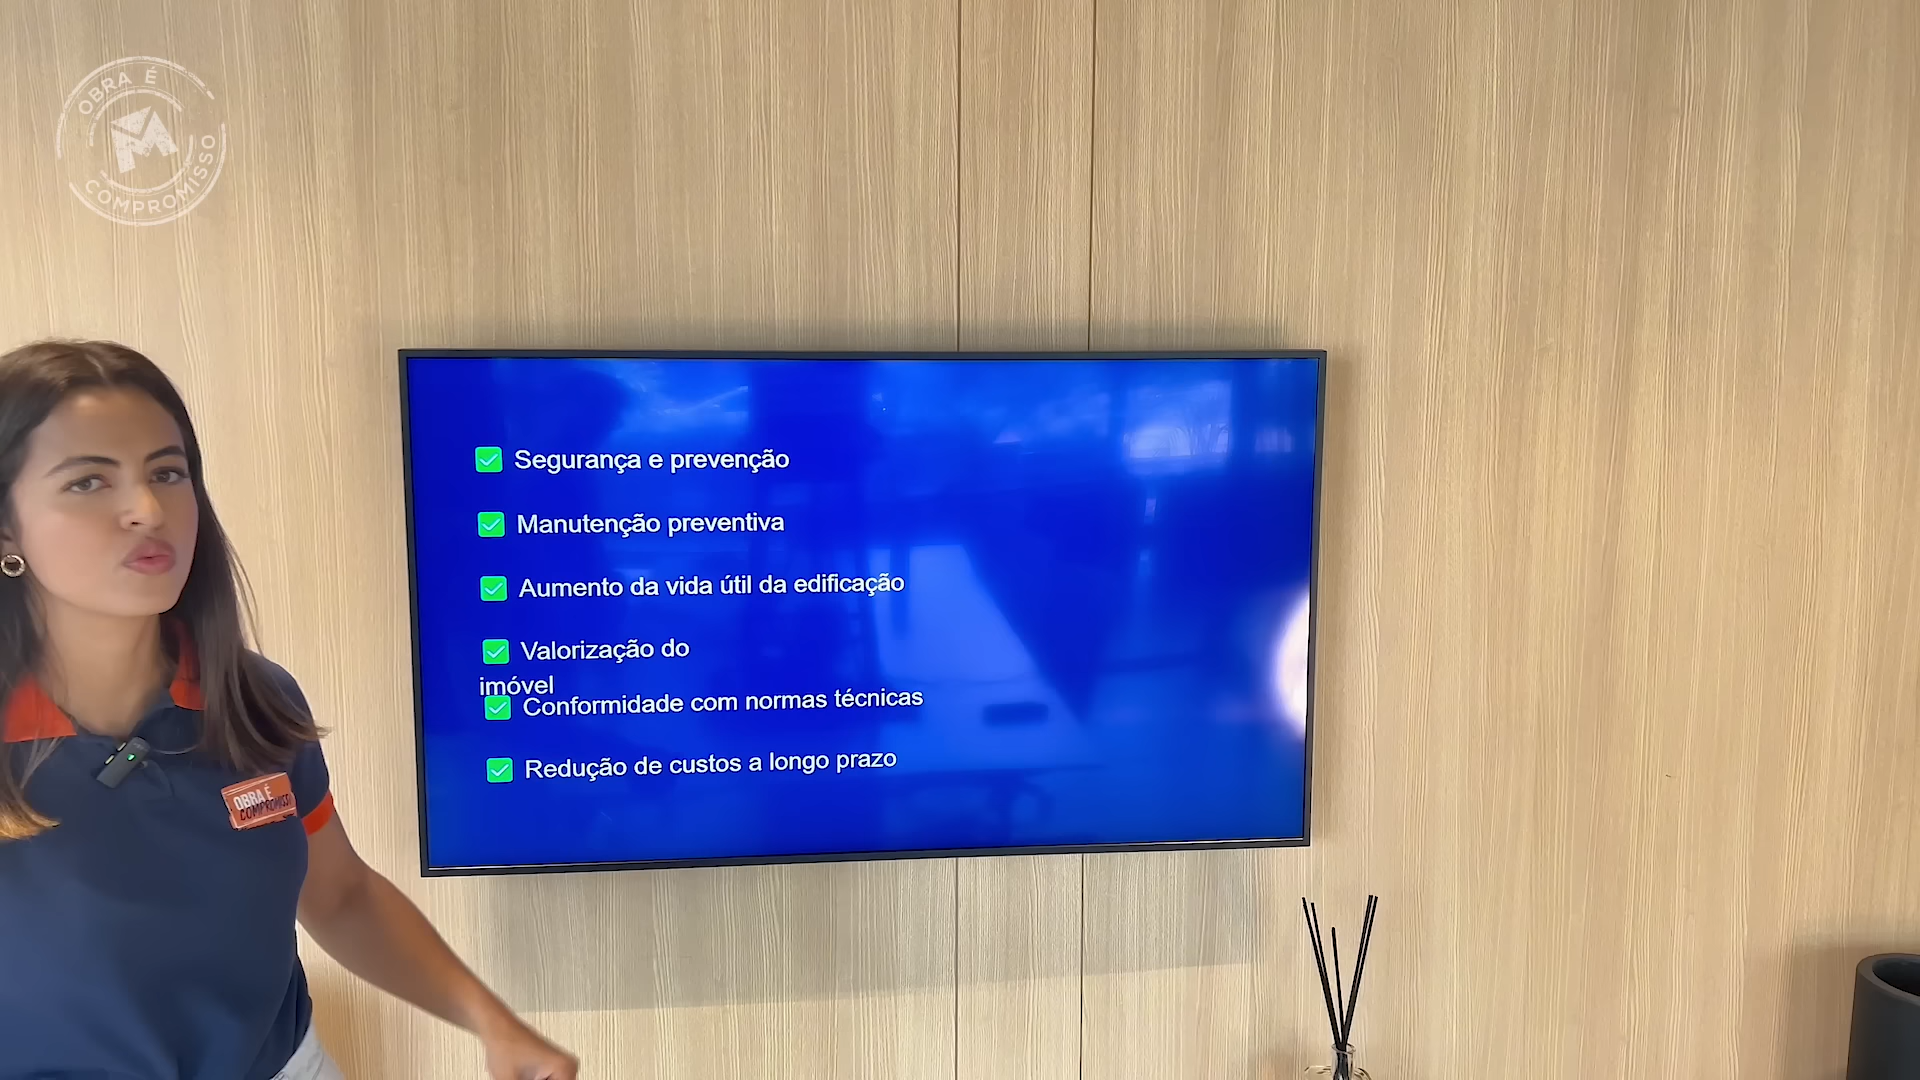 OBRA É
M
COMPROMISSO
Segurança e prevenção
Manutenção preventiva
Aumento da vida útil da edificação
Valorização do
imóvel
Conformidade com normas técnicas
Redução de custos a longo prazo
OBRA É
COMPROMISSO